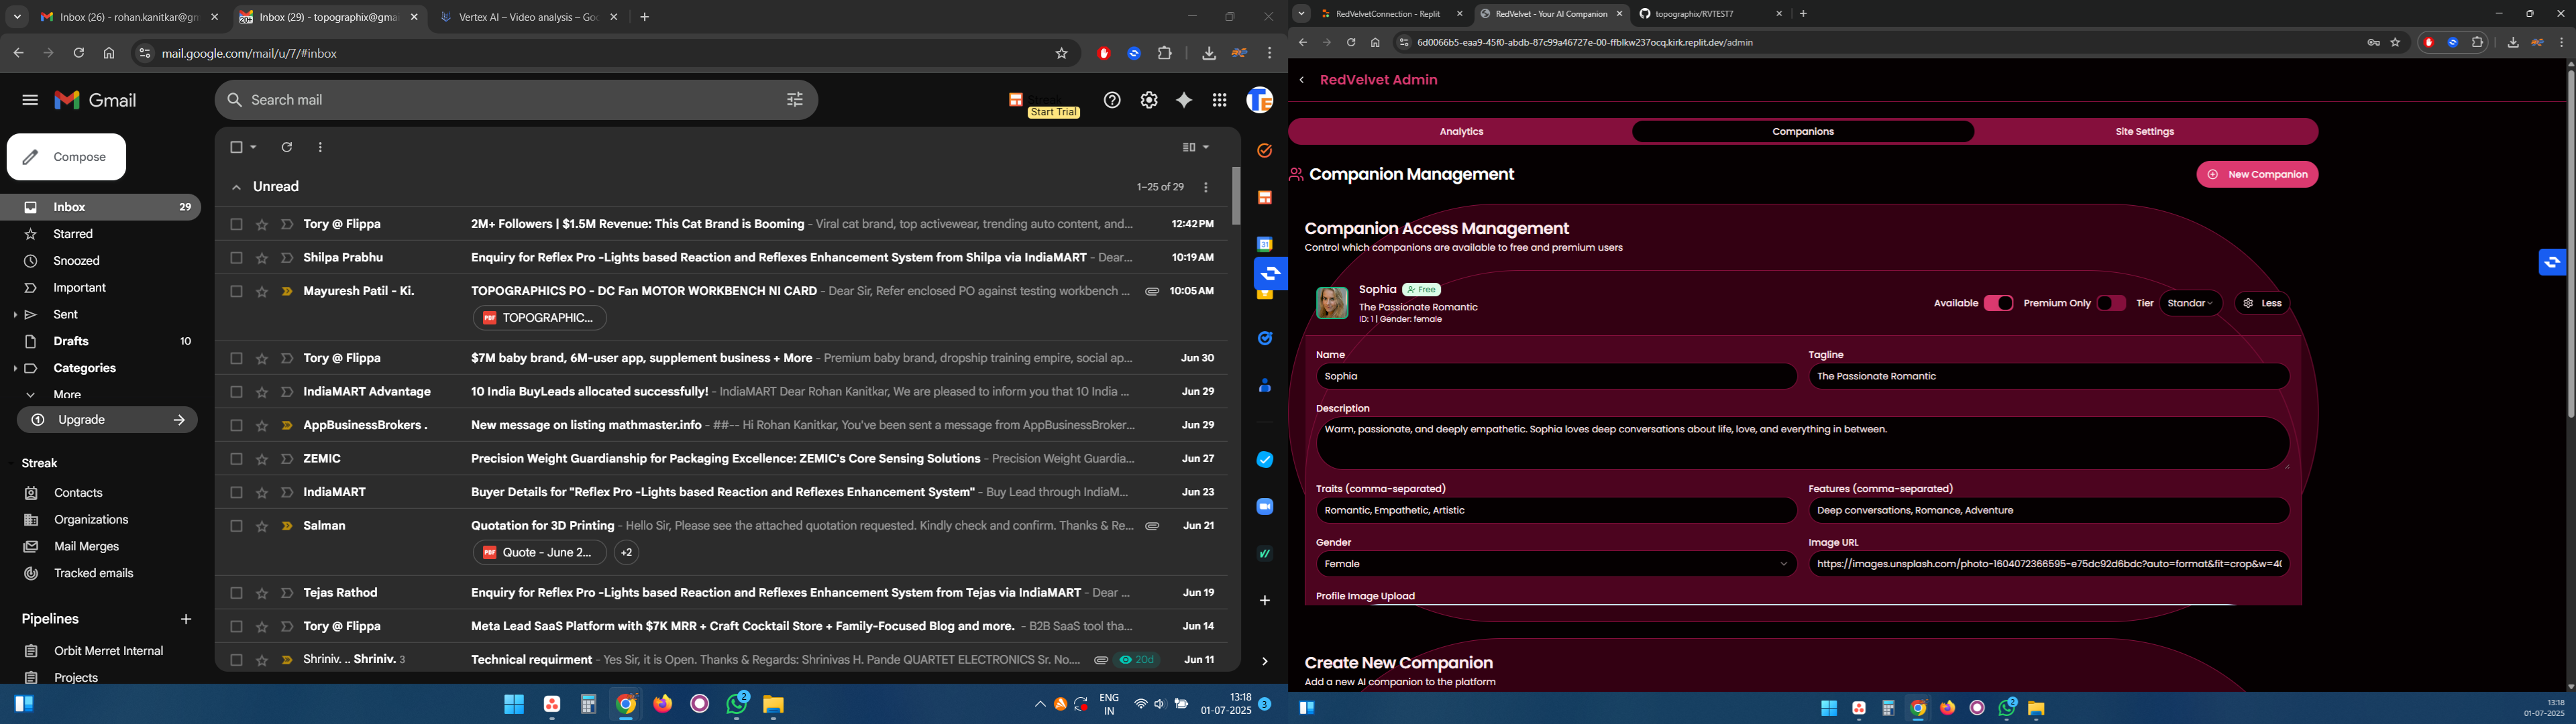 Inbox (26) - rohan.kanitkar@gm
Inbox (29) - topographix@gmai
Vertex AI – Video analysis – Goo
mail.google.com/mail/u/7/#inbox
Gmail
Search mail
Start Trial
Compose
Inbox 29
Starred
Snoozed
Important
Sent
Drafts 10
Categories
More
Upgrade
Streak
Contacts
Organizations
Mail Merges
Tracked emails
Pipelines
Orbit Merret Internal
Projects
Unread
1–25 of 29
Tory @ Flippa 2M+ Followers | $1.5M Revenue: This Cat Brand is Booming - Viral cat brand, top activewear, trending auto content, and... 12:42 PM
Shilpa Prabhu Enquiry for Reflex Pro -Lights based Reaction and Reflexes Enhancement System from Shilpa via IndiaMART - Dear... 10:19 AM
Mayuresh Patil - Ki. TOPOGRAPHICS PO - DC Fan MOTOR WORKBENCH NI CARD - Dear Sir, Refer enclosed PO against testing workbench ... 10:05 AM
PDF TOPOGRAPHIC...
Tory @ Flippa $7M baby brand, 6M-user app, supplement business + More - Premium baby brand, dropship training empire, social ap... Jun 30
IndiaMART Advantage 10 India BuyLeads allocated successfully! - IndiaMART Dear Rohan Kanitkar, We are pleased to inform you that 10 India ... Jun 29
AppBusinessBrokers . New message on listing mathmaster.info - ##-- Hi Rohan Kanitkar, You've been sent a message from AppBusinessBroker... Jun 29
ZEMIC Precision Weight Guardianship for Packaging Excellence: ZEMIC's Core Sensing Solutions - Precision Weight Guardia... Jun 27
IndiaMART Buyer Details for "Reflex Pro -Lights based Reaction and Reflexes Enhancement System" - Buy Lead through IndiaM... Jun 23
Salman Quotation for 3D Printing - Hello Sir, Please see the attached quotation requested. Kindly check and confirm. Thanks & Re... Jun 21
PDF Quote - June 2... +2
Tejas Rathod Enquiry for Reflex Pro -Lights based Reaction and Reflexes Enhancement System from Tejas via IndiaMART - Dear ... Jun 19
Tory @ Flippa Meta Lead SaaS Platform with $7K MRR + Craft Cocktail Store + Family-Focused Blog and more. - B2B SaaS tool tha... Jun 14
Shriniv. .. Shriniv. 3 Technical requirment - Yes Sir, it is Open. Thanks & Regards: Shrinivas H. Pande QUARTET ELECTRONICS Sr. No.... 20d Jun 11
ENG
IN
13:18
01-07-2025
3
RedVelvetConnection - Replit
RedVelvet - Your AI Companion
topographix/RVTEST7
6d0066b5-eaa9-45f0-abdb-87c99a46727e-00-ffblkw237ocq.kirk.replit.dev/admin
RedVelvet Admin
Analytics
Companions
Site Settings
Companion Management
New Companion
Companion Access Management
Control which companions are available to free and premium users
Sophia Free
The Passionate Romantic
ID: 1 | Gender: female
Available
Premium Only
Tier
Standar
Less
Name
Sophia
Tagline
The Passionate Romantic
Description
Warm, passionate, and deeply empathetic. Sophia loves deep conversations about life, love, and everything in between.
Traits (comma-separated)
Romantic, Empathetic, Artistic
Features (comma-separated)
Deep conversations, Romance, Adventure
Gender
Female
Image URL
https://images.unsplash.com/photo-1604072366595-e75dc92d6bdc?auto=format&fit=crop&w=4
Profile Image Upload
Create New Companion
Add a new AI companion to the platform
13:18
01-07-2025